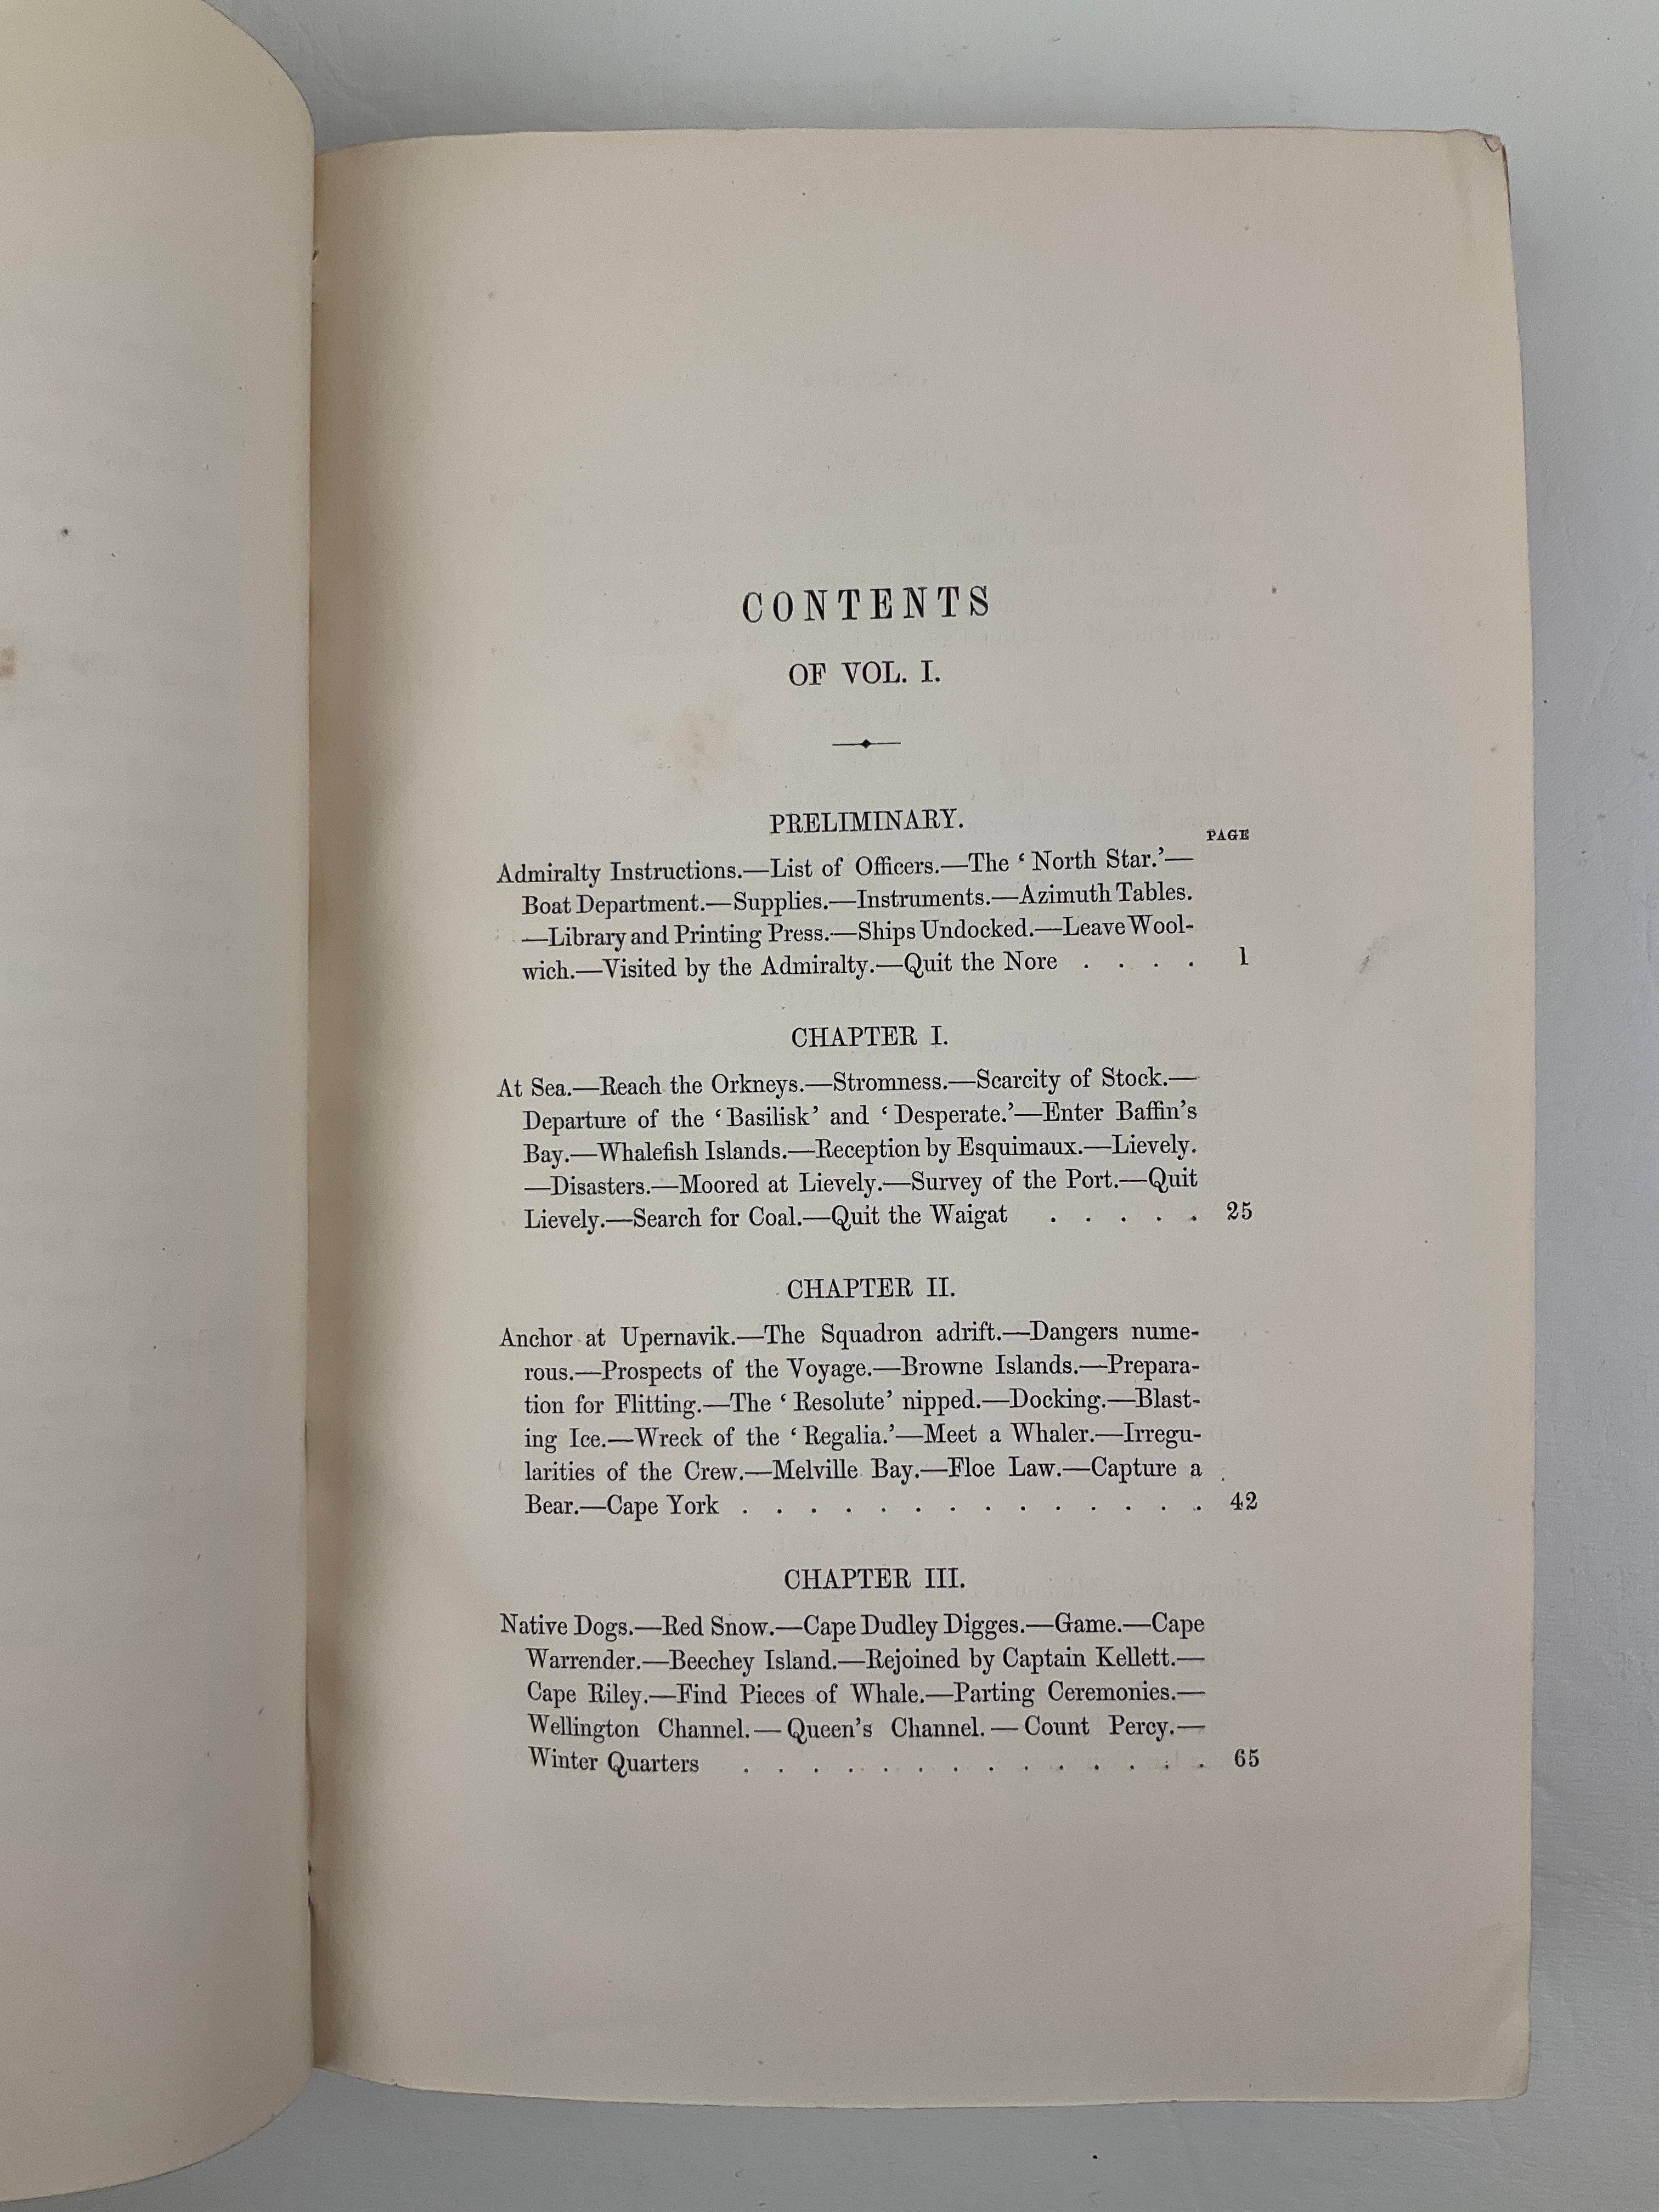 CONTENTS
OF VOL. I.
PRELIMINARY.
PAGE
Admiralty Instructions.—List of Officers.—The ‘North Star.’—
Boat Department.—Supplies.—Instruments.—Azimuth Tables.
—Library and Printing Press.—Ships Undocked.—Leave Wool-
wich.—Visited by the Admiralty.—Quit the Nore . . . . 1
CHAPTER I.
At Sea.—Reach the Orkneys.—Stromness.—Scarcity of Stock.—
Departure of the ‘Basilisk’ and ‘Desperate.’—Enter Baffin’s
Bay.—Whalefish Islands.—Reception by Esquimaux.—Lievely.
—Disasters.—Moored at Lievely.—Survey of the Port.—Quit
Lievely.—Search for Coal.—Quit the Waigat . . . . . 25
CHAPTER II.
Anchor at Upernavik.—The Squadron adrift.—Dangers nume-
rous.—Prospects of the Voyage.—Browne Islands.—Prepara-
tion for Flitting.—The ‘Resolute’ nipped.—Docking.—Blast-
ing Ice.—Wreck of the ‘Regalia.’—Meet a Whaler.—Irregu-
larities of the Crew.—Melville Bay.—Floe Law.—Capture a
Bear.—Cape York . . . . . . . . . . . . . . 42
CHAPTER III.
Native Dogs.—Red Snow.—Cape Dudley Digges.—Game.—Cape
Warrender.—Beechey Island.—Rejoined by Captain Kellett.—
Cape Riley.—Find Pieces of Whale.—Parting Ceremonies.—
Wellington Channel.—Queen’s Channel.—Count Percy.—
Winter Quarters . . . . . . . . . . . . . . 65